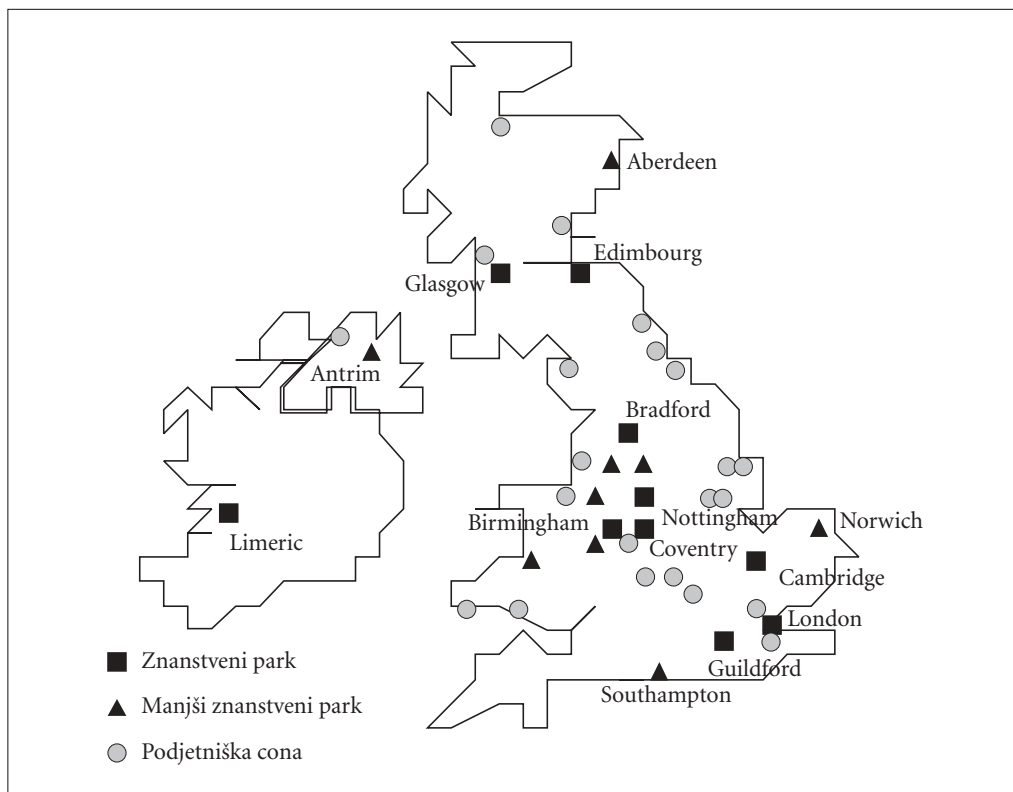 Aberdeen
Edimbourg
Glasgow
Antrim
Bradford
Birmingham
Nottingham
Norwich
Limeric
Coventry
Cambridge
London
Znanstveni park
Guildford
Southampton
Manjši znanstveni park
Podjetniška cona